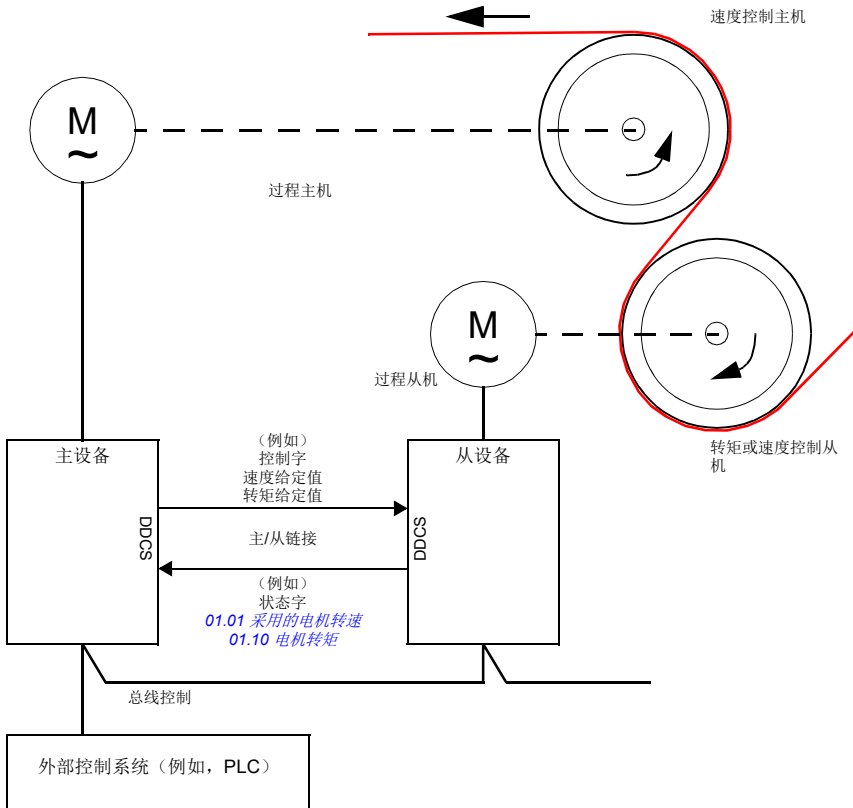 速度控制主机
M
~
过程主机
M
~
过程从机
转矩或速度控制从
机
主设备
（例如）
控制字
速度给定值
转矩给定值
从设备
DDCS
主/从链接
DDCS
（例如）
状态字
01.01 采用的电机转速
01.10 电机转矩
总线控制
外部控制系统（例如，PLC）